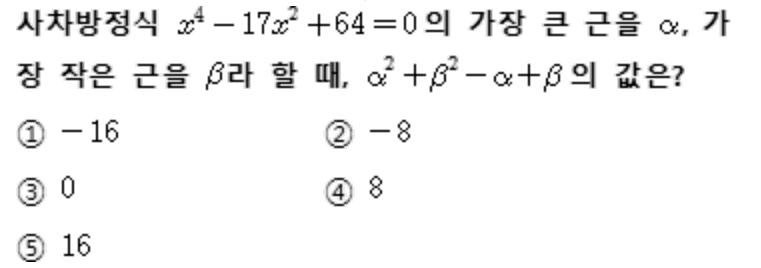 사차방정식 x⁴ − 17x² + 64 = 0의 가장 큰 근을 α, 가
장 작은 근을 β라 할 때, α² + β² − α + β의 값은?
① −16 ② −8
③ 0 ④ 8
⑤ 16